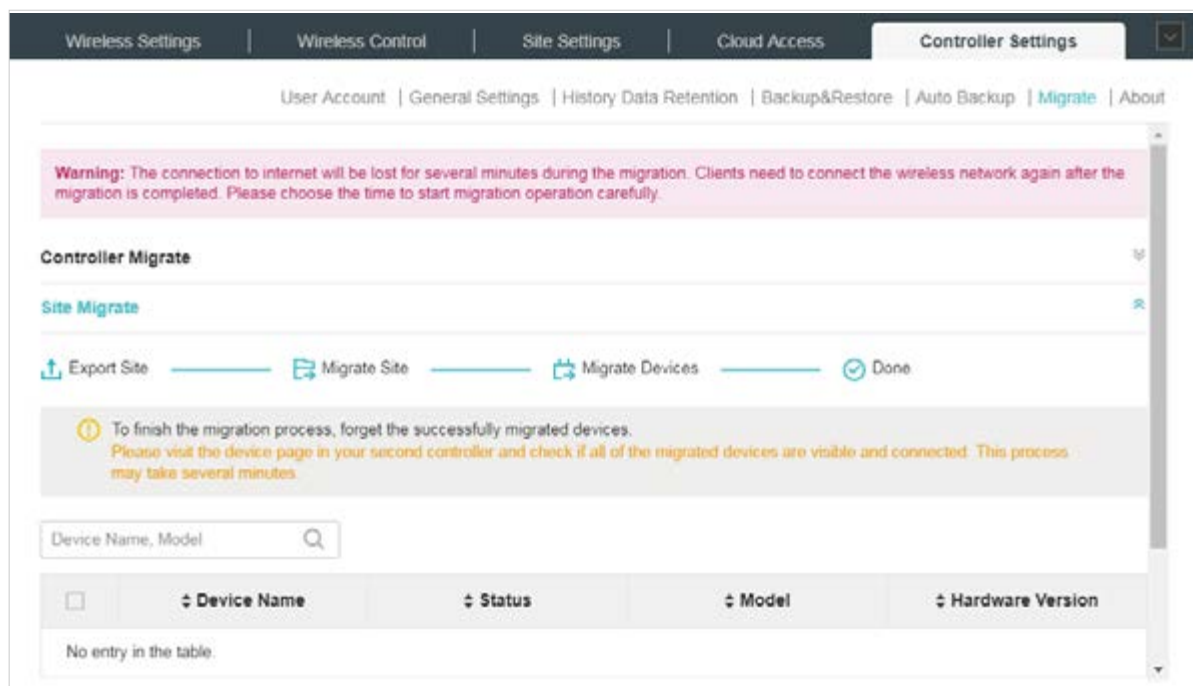 Wireless Settings | Wireless Control | Site Settings | Cloud Access Controller Settings
User Account | General Settings | History Data Retention | Backup&Restore | Auto Backup | Migrate | About
Warning: The connection to internet will be lost for several minutes during the migration. Clients need to connect the wireless network again after the
migration is completed. Please choose the time to start migration operation carefully.
Controller Migrate
Site Migrate
Export Site Migrate Site Migrate Devices Done
To finish the migration process, forget the successfully migrated devices.
Please visit the device page in your second controller and check if all of the migrated devices are visible and connected. This process
may take several minutes.
Device Name, Model
Device Name Status Model Hardware Version
No entry in the table.